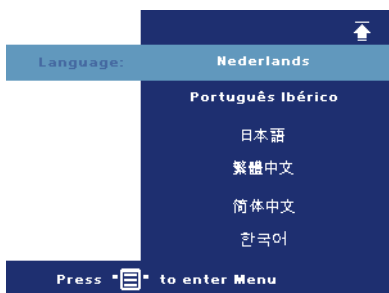 Language: Nederlands
Português Ibérico
日本語
繁體中文
简体中文
한국어
Press "" to enter Menu